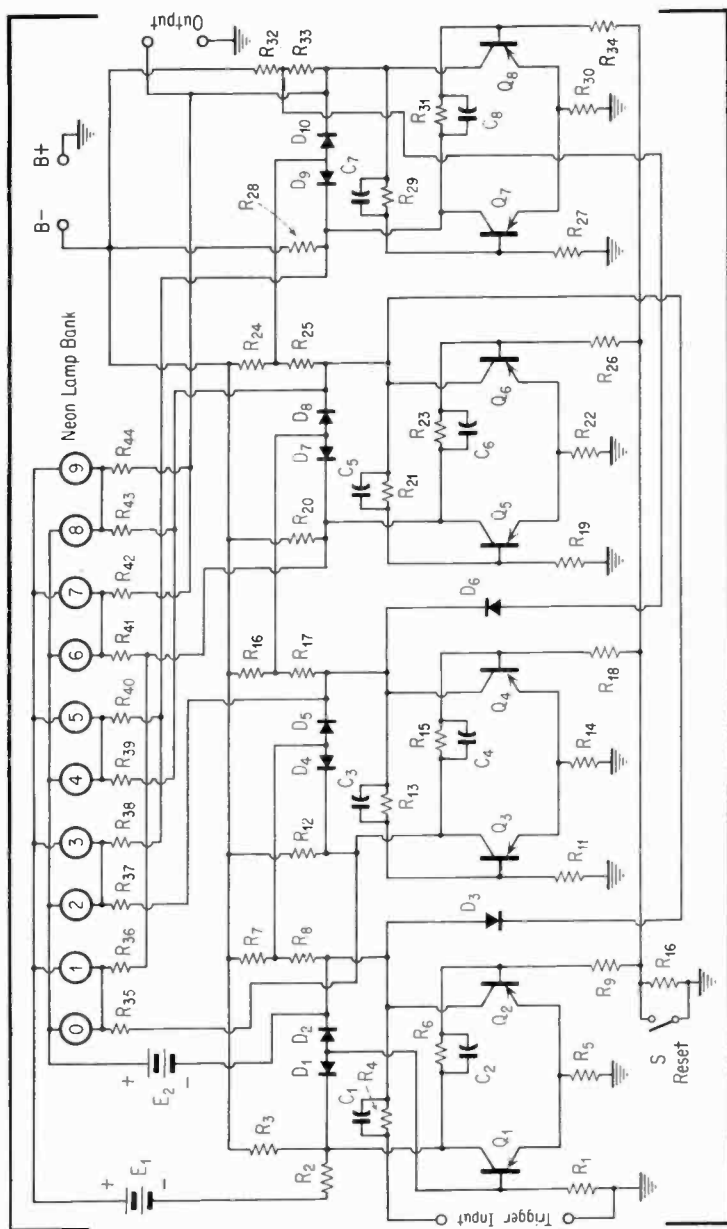 Neon Lamp Bank
0 1 2 3 4 5 6 7 8 9
R35 R36 R37 R38 R39 R40 R41 R42 R43 R44
B− B+
Output
+ E1 −
+ E2 −
R2 R3 D1 D2 R7 R8
R12 D4 D5 R16 R17
R20 D7 D8 R24 R25
R28 D9 D10 R32 R33
C1 R4 C3 R13 C5 R21 C7 R29
R6 C2 R15 C4 R23 C6 R31 C8
D3 D6
Q1 Q2 Q3 Q4 Q5 Q6 Q7 Q8
R1 R5 R9 R11 R14 R18 R19 R22 R26 R27 R30 R34
Trigger Input
S
Reset
R16